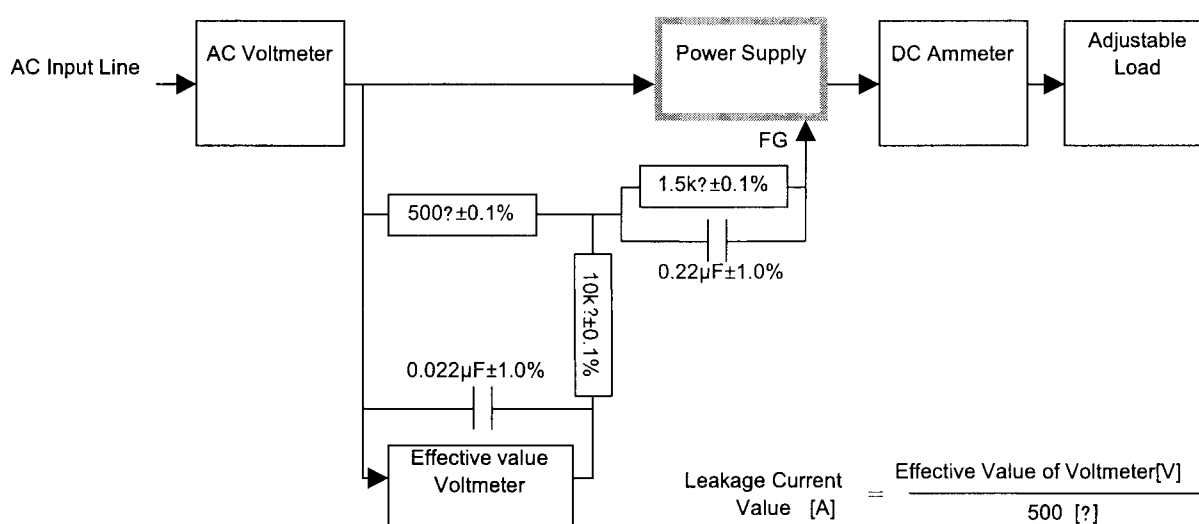 AC Input Line
AC Voltmeter
Power Supply
DC Ammeter
Adjustable
Load
FG
1.5k?±0.1%
500?±0.1%
0.22µF±1.0%
10k?±0.1%
0.022µF±1.0%
Effective value
Voltmeter
Leakage Current
Value [A]
=
Effective Value of Voltmeter[V]
500 [?]